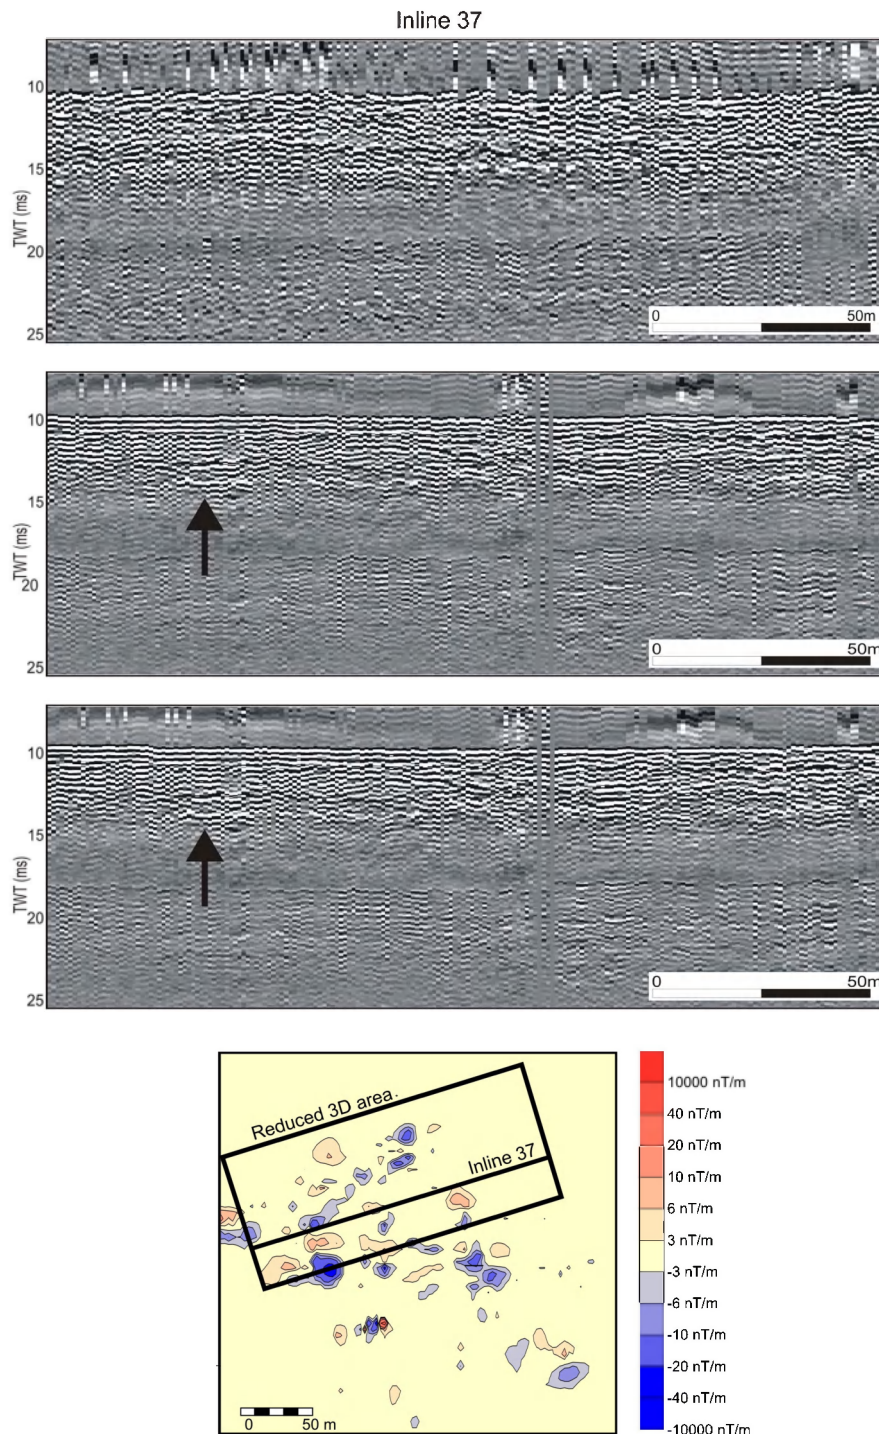 Inline 37
10
15
20
25
TWT (ms)
0 50m
10
15
20
25
TWT (ms)
0 50m
10
15
20
25
TWT (ms)
0 50m
Reduced 3D area.
Inline 37
0 50 m
10000 nT/m
40 nT/m
20 nT/m
10 nT/m
6 nT/m
3 nT/m
-3 nT/m
-6 nT/m
-10 nT/m
-20 nT/m
-40 nT/m
-10000 nT/m